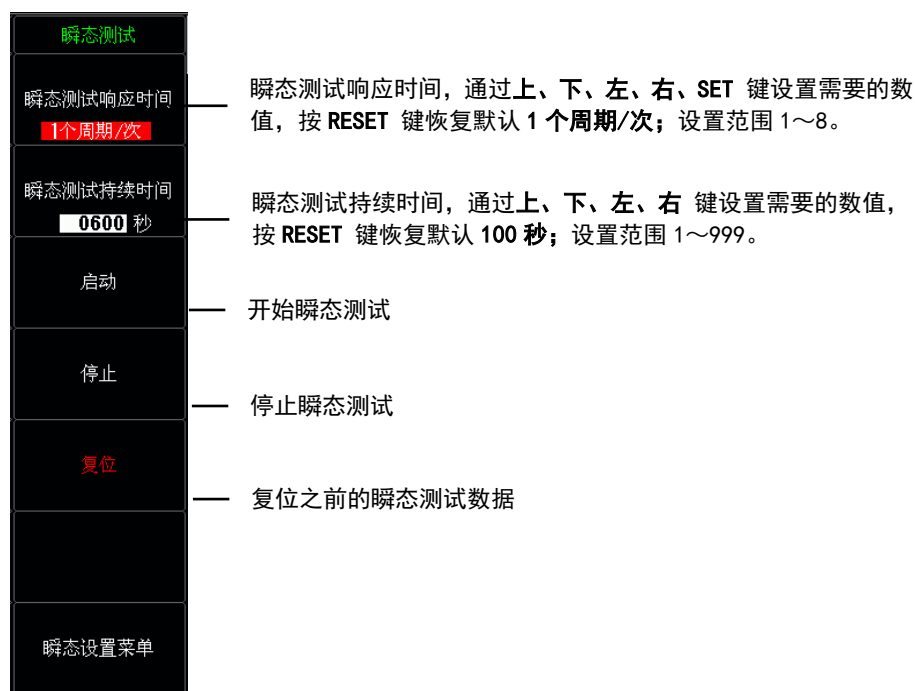 瞬态测试
瞬态测试响应时间
1个周期/次
瞬态测试响应时间，通过上、下、左、右、SET 键设置需要的数
值，按 RESET 键恢复默认 1 个周期/次；设置范围 1～8。
瞬态测试持续时间
0600 秒
瞬态测试持续时间，通过上、下、左、右 键设置需要的数值，
按 RESET 键恢复默认 100 秒；设置范围 1～999。
启动
开始瞬态测试
停止
停止瞬态测试
复位
复位之前的瞬态测试数据
瞬态设置菜单